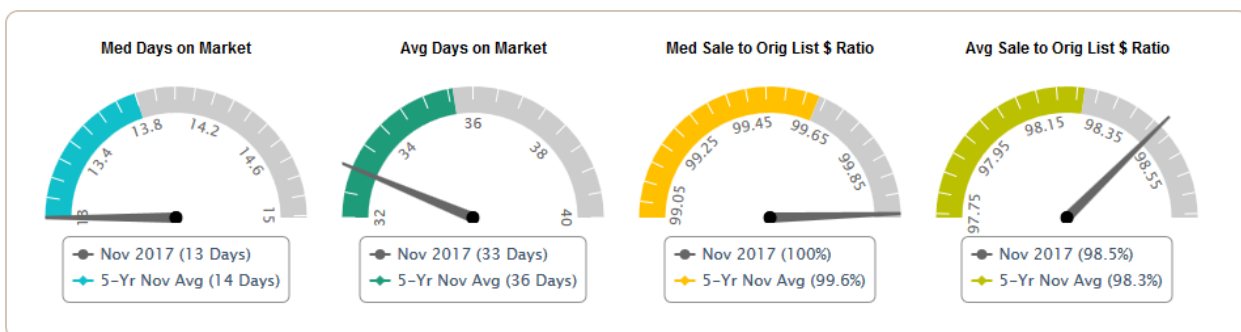 Med Days on Market
13
13.4
13.8
14.2
14.6
15
Nov 2017 (13 Days)
5-Yr Nov Avg (14 Days)
Avg Days on Market
32
34
36
38
40
Nov 2017 (33 Days)
5-Yr Nov Avg (36 Days)
Med Sale to Orig List $ Ratio
99.05
99.25
99.45
99.65
99.85
Nov 2017 (100%)
5-Yr Nov Avg (99.6%)
Avg Sale to Orig List $ Ratio
97.75
97.95
98.15
98.35
98.55
Nov 2017 (98.5%)
5-Yr Nov Avg (98.3%)